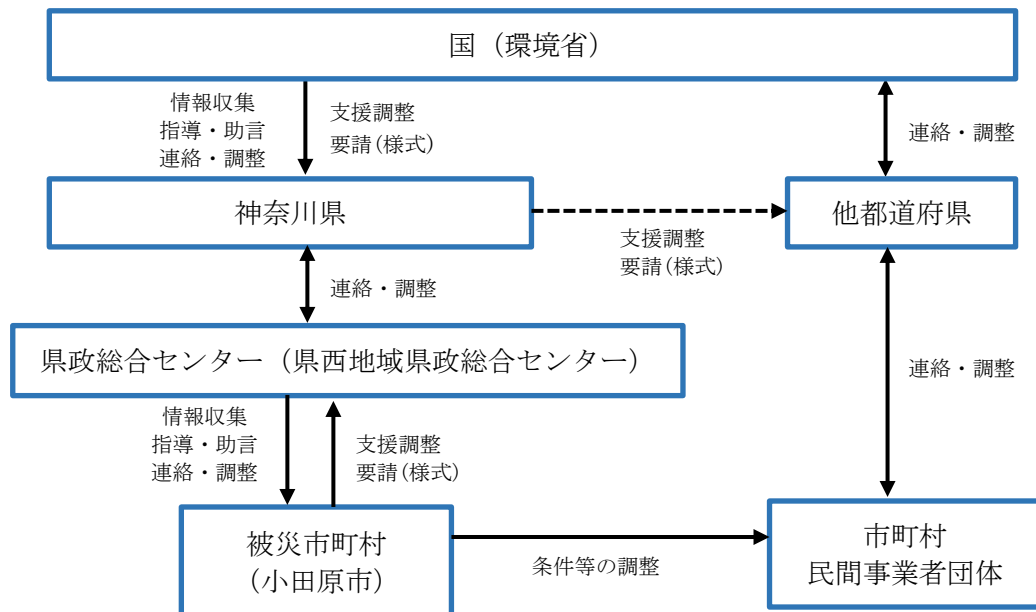 国（環境省）
情報収集
指導・助言
連絡・調整
支援調整
要請(様式)
連絡・調整
神奈川県
他都道府県
支援調整
要請(様式)
連絡・調整
県政総合センター（県西地域県政総合センター）
連絡・調整
情報収集
指導・助言
連絡・調整
支援調整
要請(様式)
被災市町村
（小田原市）
条件等の調整
市町村
民間事業者団体